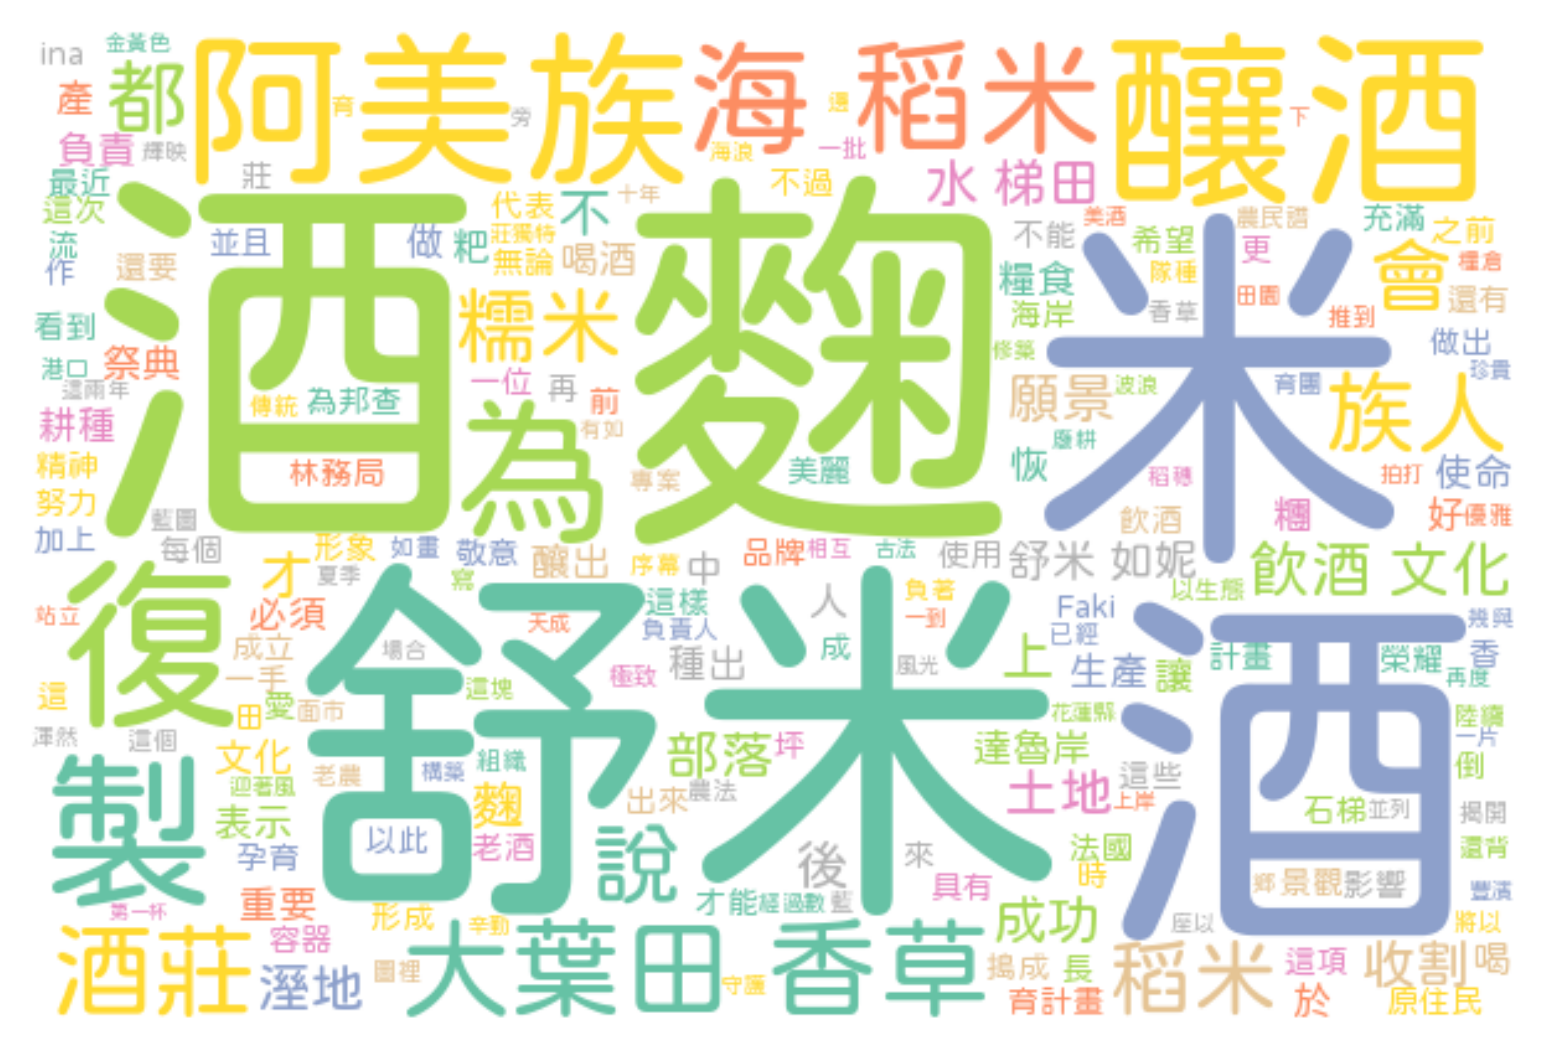 ina 金黃色 阿美族 海 稻米 釀酒
產 都 育 旁 還 下
負責 輝映 海浪 一批
最近 莊 代表 不 十年 不過 水 梯田
這次 莊獨特 不能 美酒 農民譜 充滿 之前
流 並且 做 粑 無論 喝酒 希望 更 會 糧倉
作 還要 酒 麴 糧食 隊種 米 田園 還有
看到 糯米 海岸 香草 推到 做出
港口 祭典 修築 珍貴
這兩年 傳統 為邦查 一位 再 前 願景 波浪 育團 族人
耕種 為 有如 歷耕
精神 林務局 專案 美麗 恢 稻穗 拍打 使命
努力 藍圖 飲酒 糰 好 優雅
加上 每個 形象 如畫 敬意 釀出 序幕 中 品牌 相互 古法 使用 舒米 如妮 飲酒 文化
復 才 夏季 寫 以生態
站立 必須 天成 這樣 人 負著 一到 Faki 幾與
成立 場合 負責人 成 已經 計畫 榮耀 香
一手 舒米 極致 種出 風光 上 生產 讓 酒 再度
這 田 愛 面市 這塊 花蓮縣 陸續
渾然 這個 文化 組織 部落 坪 達魯岸 一片
製 老農 構築 這些 倒
迎著風 麴 出來 農法 土地 上岸 石梯 並列 揭開
表示 以此 說
孕育 老酒 後 來 法國 還背
第一杯 重要 形成 辛勤 才能 經過數 藍 具有 時 鄉 景觀 影響 豐濱
酒莊 容器 大葉田香草 成功 座以 將以
溼地 圖裡 守護 搗成 長 稻米 這項 收割 喝
育計畫 於 原住民